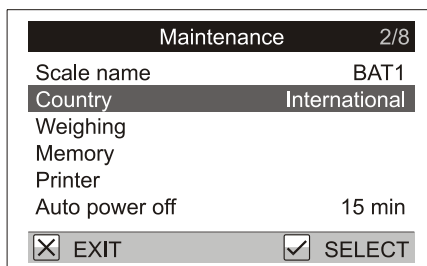 Maintenance 2/8
Scale name BAT1
Country International
Weighing
Memory
Printer
Auto power off 15 min
EXIT SELECT